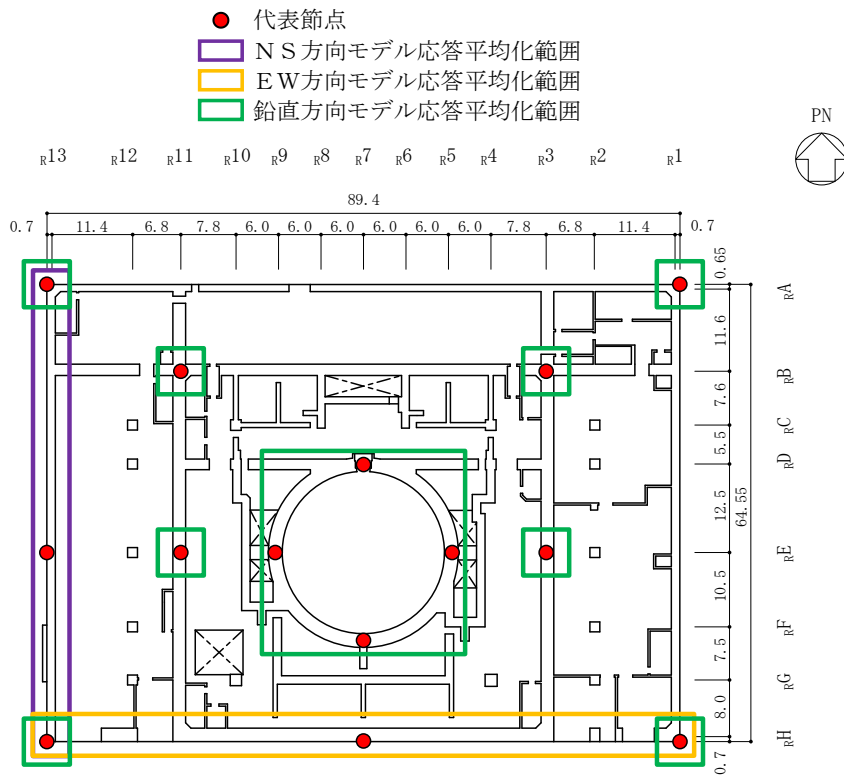 代表節点
ＮＳ方向モデル応答平均化範囲
ＥＷ方向モデル応答平均化範囲
鉛直方向モデル応答平均化範囲
PN
R13 R12 R11 R10 R9 R8 R7 R6 R5 R4 R3 R2 R1
89.4
0.7 11.4 6.8 7.8 6.0 6.0 6.0 6.0 6.0 6.0 7.8 6.8 11.4 0.7
0.65
RA
11.6
RB
7.6
RC
5.5
RD
12.5
64.55
RE
10.5
RF
7.5
RG
8.0
RH
0.7